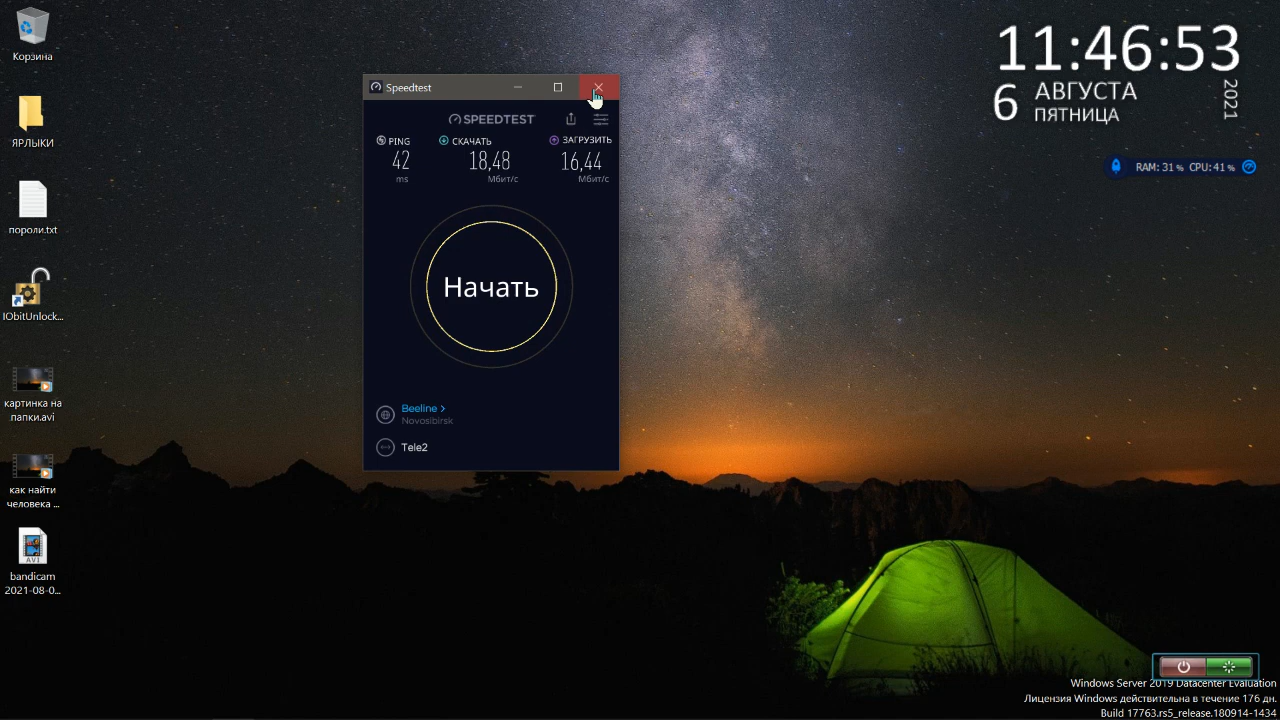 Корзина
ЯРЛЫКИ
пороли.txt
IObitUnlock...
картинка на
папки.avi
как найти
человека ...
AVI
bandicam
2021-08-0...
Speedtest
SPEEDTEST
PING
42
ms
СКАЧАТЬ
18,48
Мбит/с
ЗАГРУЗИТЬ
16,44
Мбит/с
Начать
Beeline >
Novosibirsk
Tele2
11:46:53
6 АВГУСТА
ПЯТНИЦА
2021
RAM: 31 % CPU: 41 %
Windows Server 2019 Datacenter Evaluation
Лицензия Windows действительна в течение 176 дн.
Build 17763.rs5_release.180914-1434